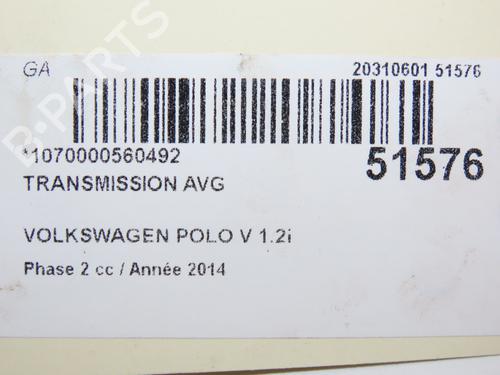 GA
20310601 51576
*1070000560492
51576
TRANSMISSION AVG
VOLKSWAGEN POLO V 1.2i
Phase 2 cc / Année 2014
B-PARTS